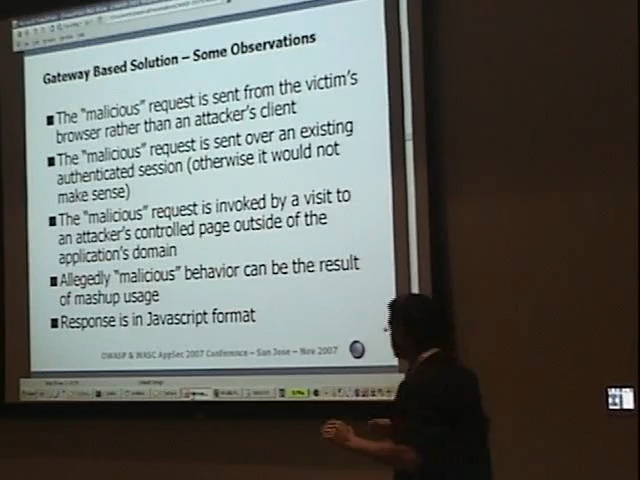 Gateway Based Solution – Some Observations
■ The "malicious" request is sent from the victim's
browser rather than an attacker's client
■ The "malicious" request is sent over an existing
authenticated session (otherwise it would not
make sense)
■ The "malicious" request is invoked by a visit to
an attacker's controlled page outside of the
application's domain
■ Allegedly "malicious" behavior can be the result
of mashup usage
■ Response is in Javascript format
OWASP & WASC AppSec 2007 Conference – San Jose – Nov 2007